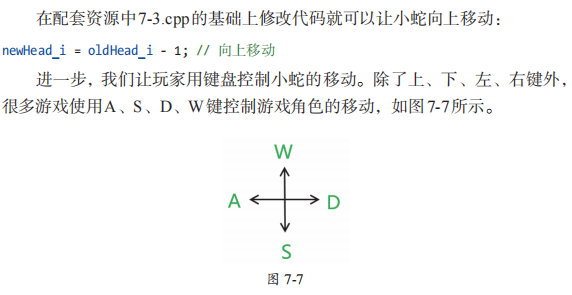 在配套资源中7-3.cpp的基础上修改代码就可以让小蛇向上移动：
newHead_i = oldHead_i - 1; // 向上移动
进一步，我们让玩家用键盘控制小蛇的移动。除了上、下、左、右键外，
很多游戏使用A、S、D、W键控制游戏角色的移动，如图7-7所示。
W
A
D
S
图 7-7